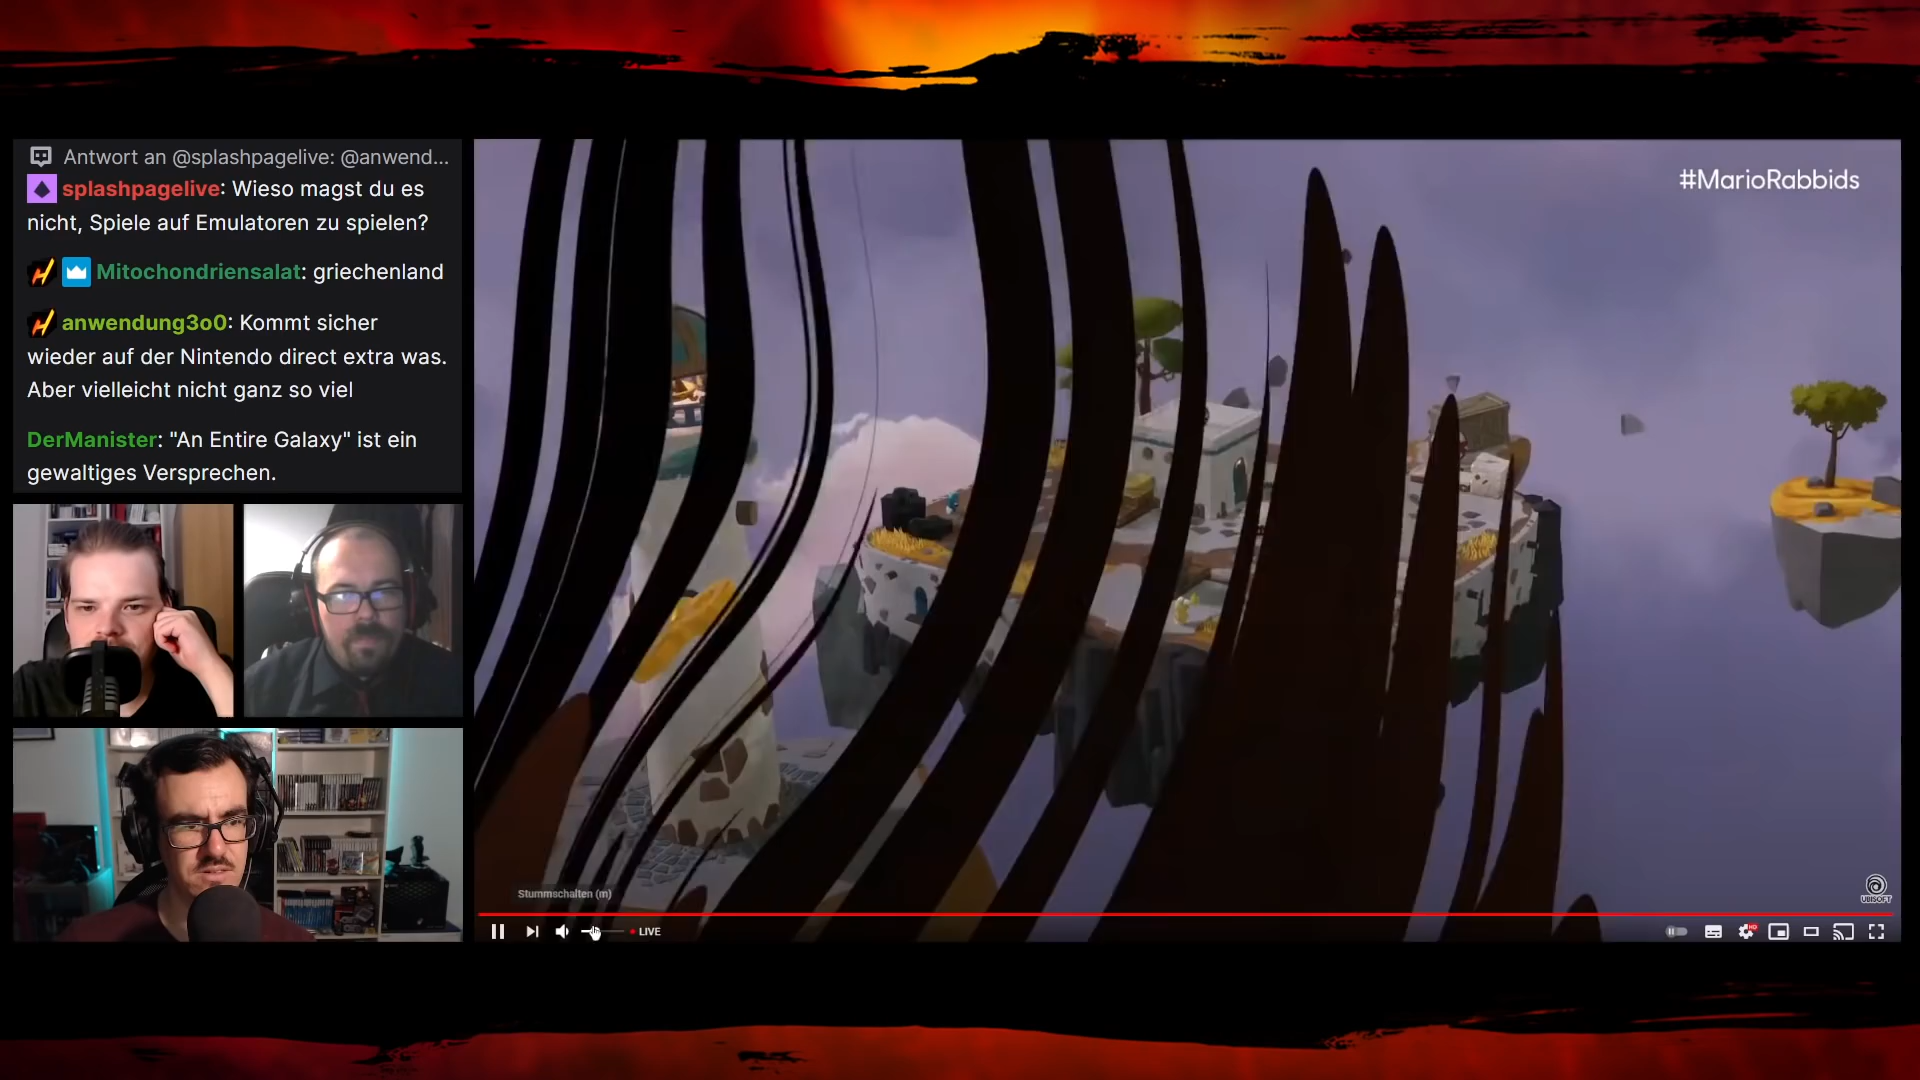 Antwort an @splashpagelive: @anwend...
splashpagelive: Wieso magst du es
nicht, Spiele auf Emulatoren zu spielen?
Mitochondriensalat: griechenland
anwendung3o0: Kommt sicher
wieder auf der Nintendo direct extra was.
Aber vielleicht nicht ganz so viel
DerManister: "An Entire Galaxy" ist ein
gewaltiges Versprechen.
#MarioRabbids
UBISOFT
Stummschalten (m)
LIVE
HD